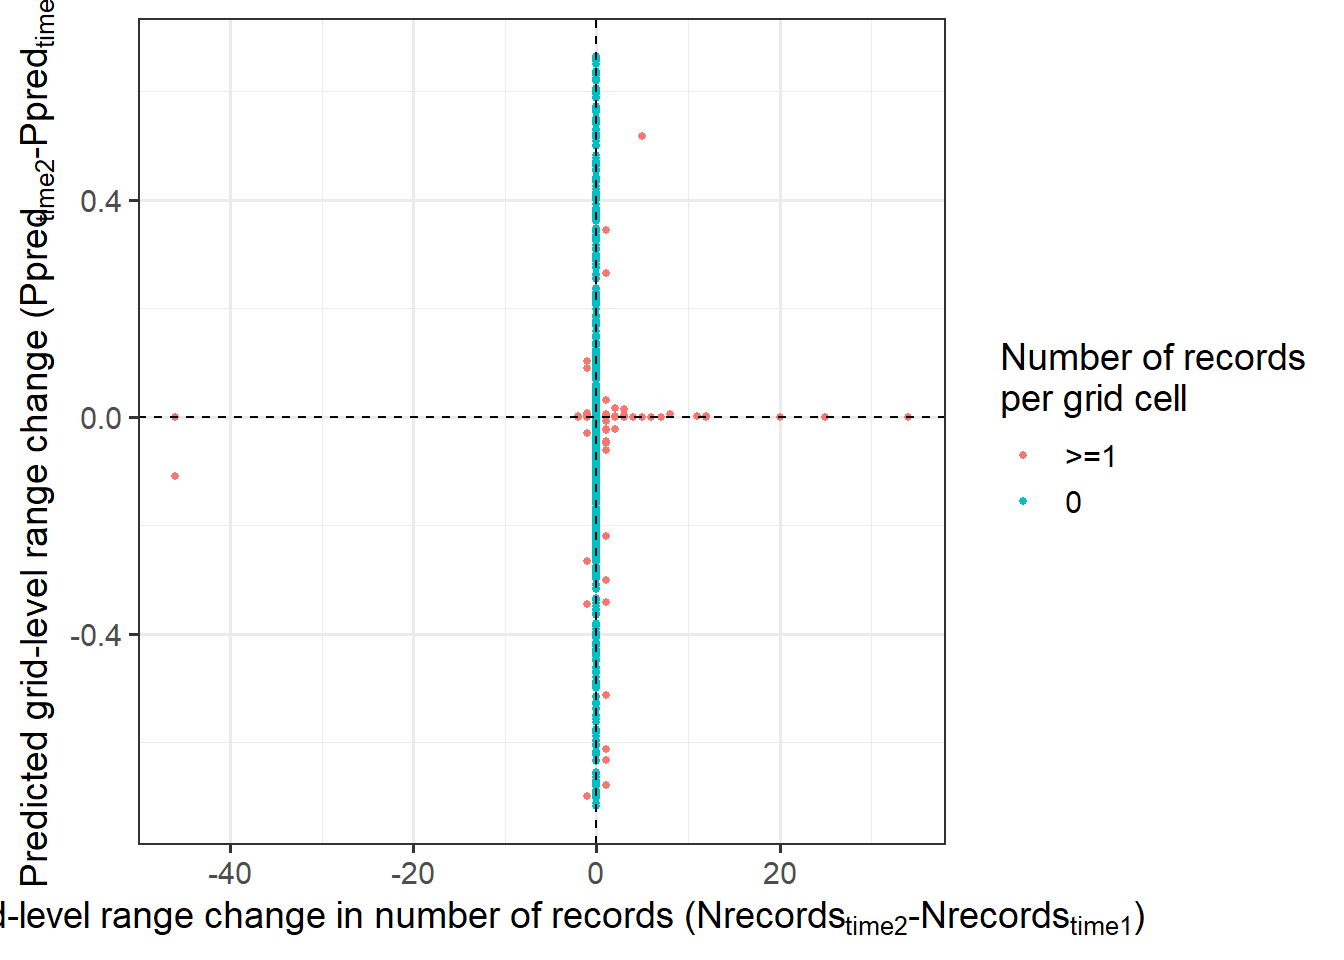 Predicted grid-level range change (Ppredtime2-Ppredtime
0.4
0.0
-0.4
-40
-20
0
20
d-level range change in number of records (Nrecordstime2-Nrecordstime1)
Number of records
per grid cell
>=1
0